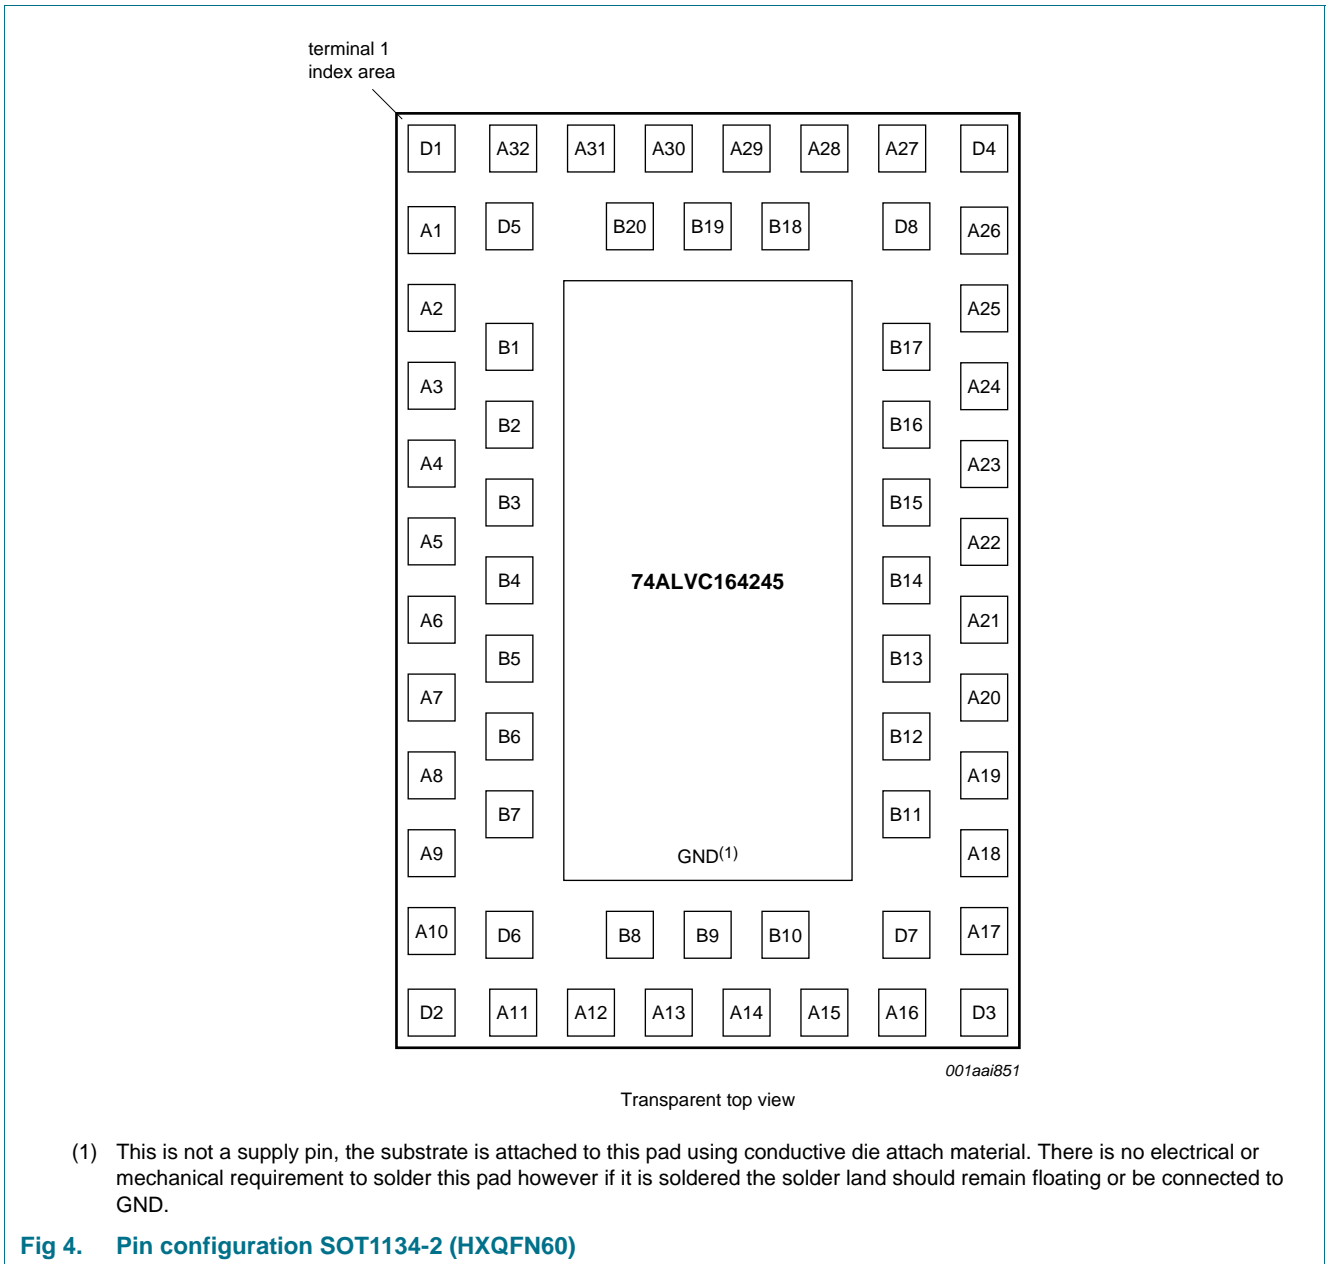 terminal 1
index area
D1 A32 A31 A30 A29 A28 A27 D4
A1 D5 B20 B19 B18 D8 A26
A2 A25
B1 B17
A3 A24
B2 B16
A4 A23
B3 B15
A5 A22
B4 74ALVC164245 B14
A6 A21
B5 B13
A7 A20
B6 B12
A8 A19
B7 B11
A9 GND(1) A18
A10 D6 B8 B9 B10 D7 A17
D2 A11 A12 A13 A14 A15 A16 D3
001aai851
Transparent top view
(1) This is not a supply pin, the substrate is attached to this pad using conductive die attach material. There is no electrical or
mechanical requirement to solder this pad however if it is soldered the solder land should remain floating or be connected to
GND.
Fig 4. Pin configuration SOT1134-2 (HXQFN60)